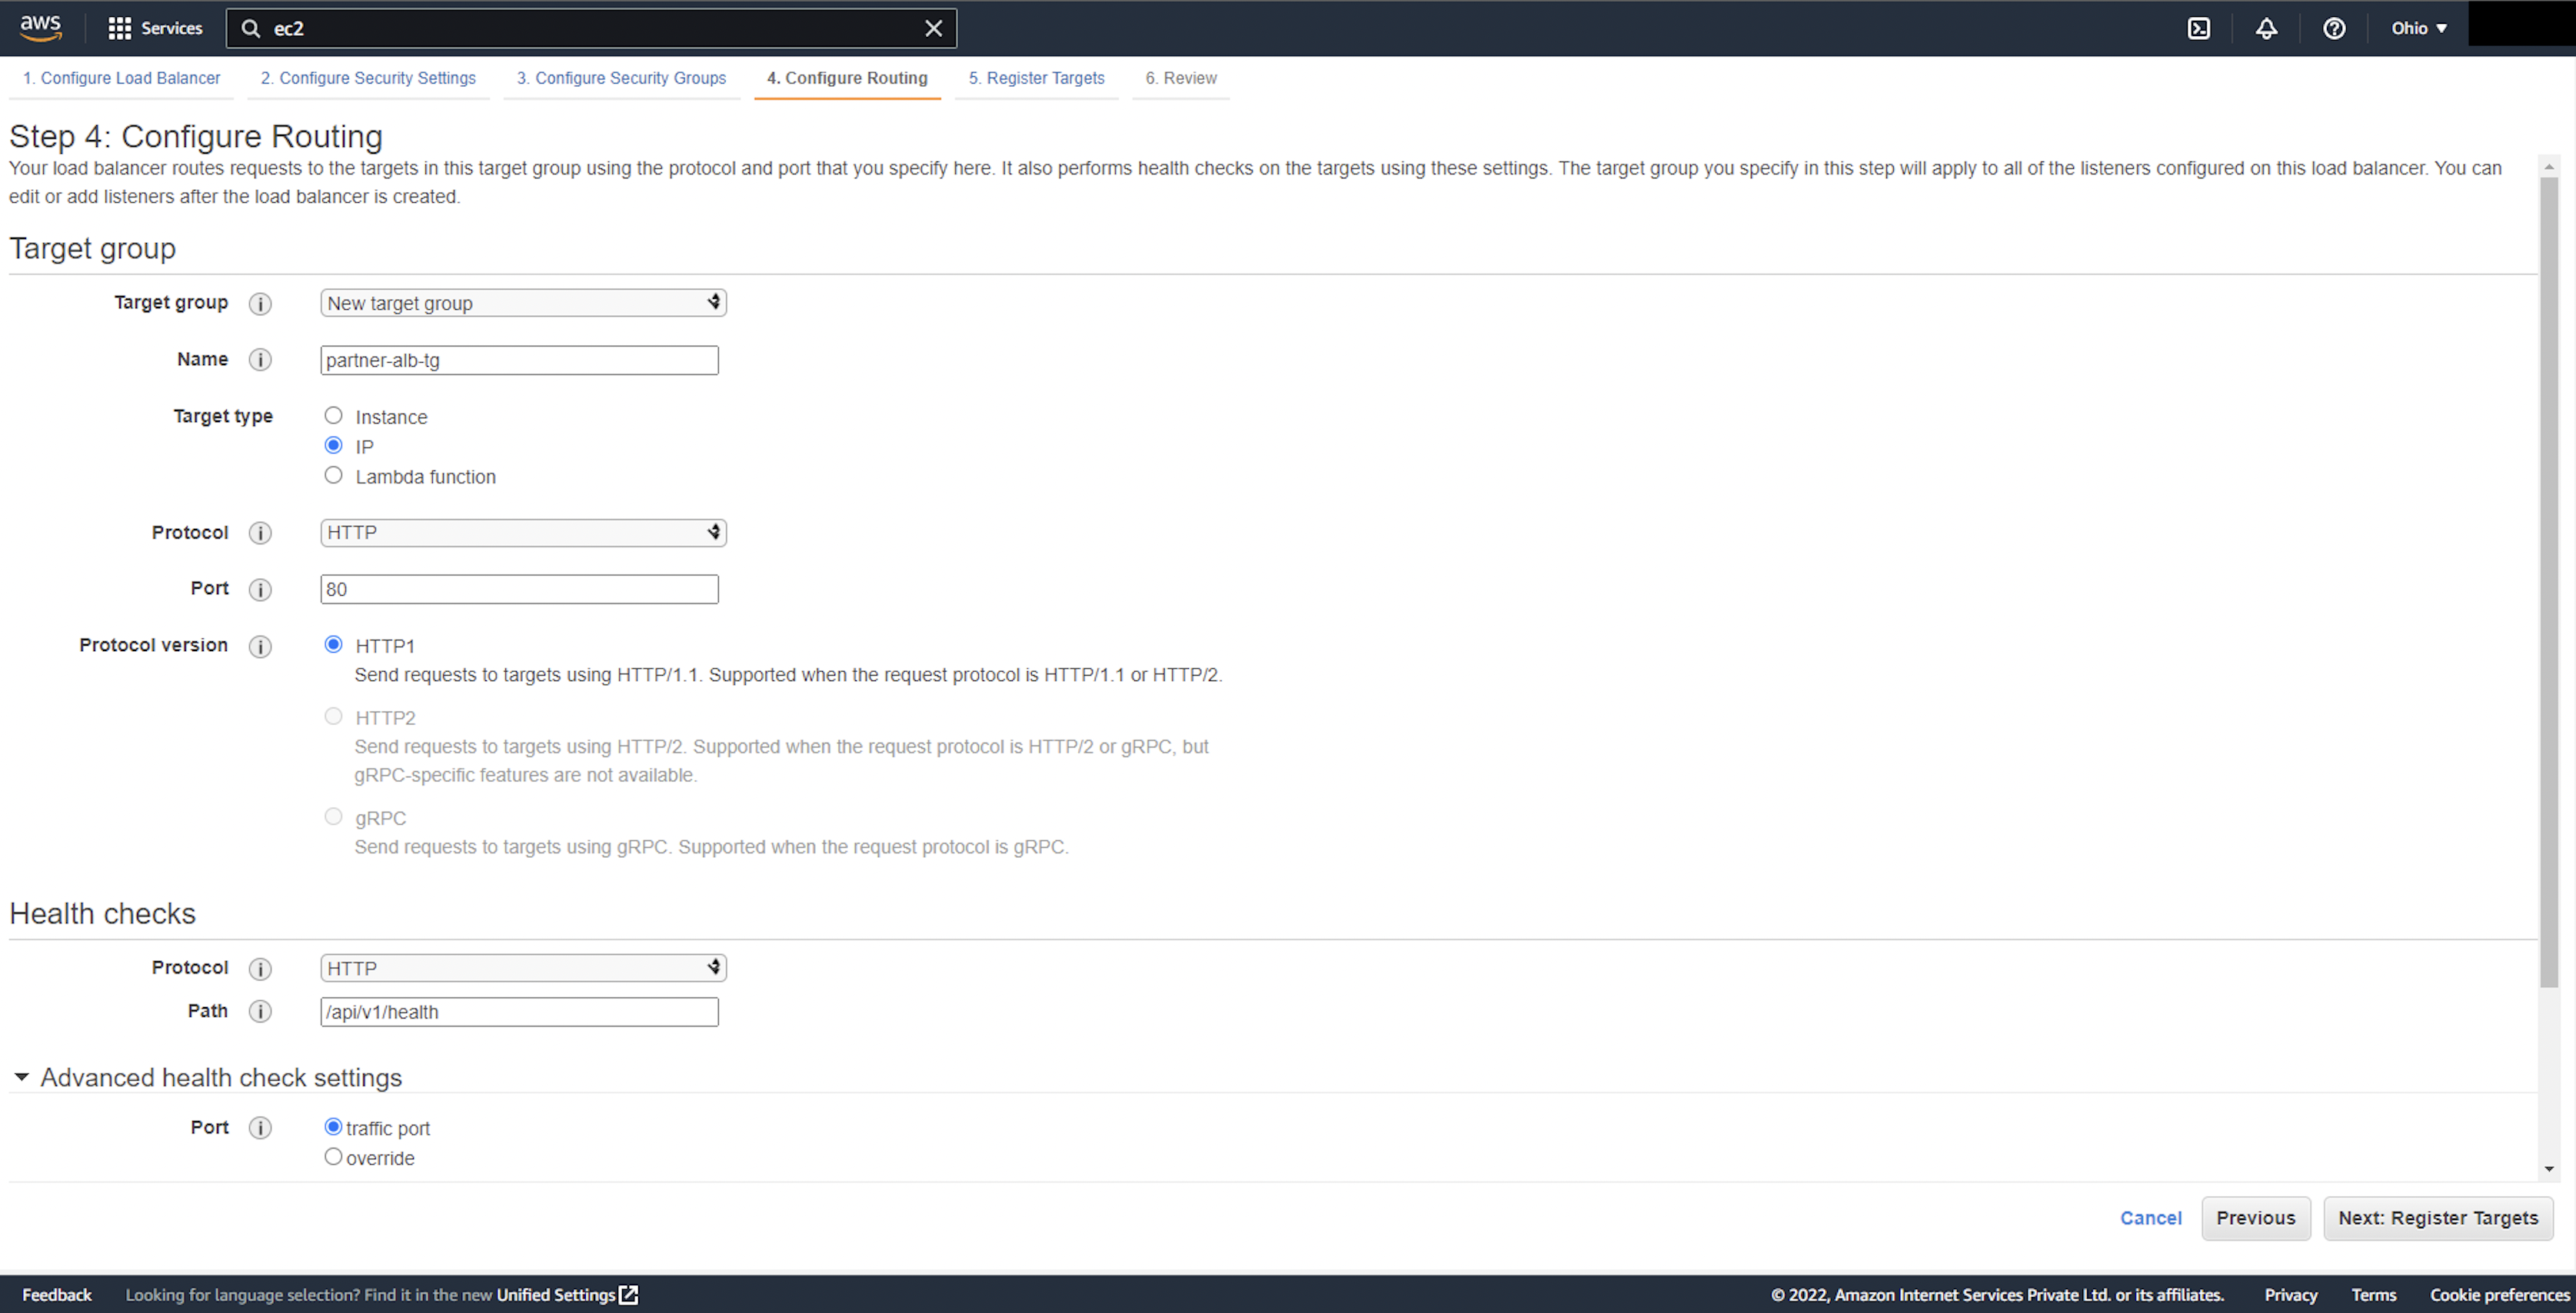 aws Services ec2 Ohio
1. Configure Load Balancer 2. Configure Security Settings 3. Configure Security Groups 4. Configure Routing 5. Register Targets 6. Review
Step 4: Configure Routing
Your load balancer routes requests to the targets in this target group using the protocol and port that you specify here. It also performs health checks on the targets using these settings. The target group you specify in this step will apply to all of the listeners configured on this load balancer. You can
edit or add listeners after the load balancer is created.
Target group
Target group i New target group
Name i partner-alb-tg
Target type Instance
IP
Lambda function
Protocol i HTTP
Port i 80
Protocol version i HTTP1
Send requests to targets using HTTP/1.1. Supported when the request protocol is HTTP/1.1 or HTTP/2.
HTTP2
Send requests to targets using HTTP/2. Supported when the request protocol is HTTP/2 or gRPC, but
gRPC-specific features are not available.
gRPC
Send requests to targets using gRPC. Supported when the request protocol is gRPC.
Health checks
Protocol i HTTP
Path i /api/v1/health
Advanced health check settings
Port i traffic port
override
Cancel Previous Next: Register Targets
Feedback Looking for language selection? Find it in the new Unified Settings © 2022, Amazon Internet Services Private Ltd. or its affiliates. Privacy Terms Cookie preferences